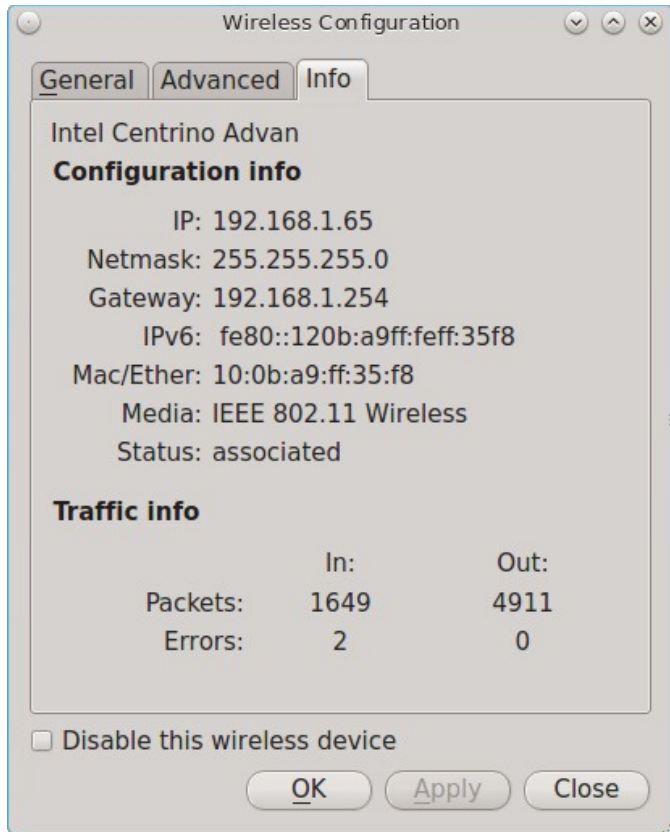 Wireless Configuration
General Advanced Info
Intel Centrino Advan
Configuration info
IP: 192.168.1.65
Netmask: 255.255.255.0
Gateway: 192.168.1.254
IPv6: fe80::120b:a9ff:feff:35f8
Mac/Ether: 10:0b:a9:ff:35:f8
Media: IEEE 802.11 Wireless
Status: associated
Traffic info
In: Out:
Packets: 1649 4911
Errors: 2 0
Disable this wireless device
OK Apply Close